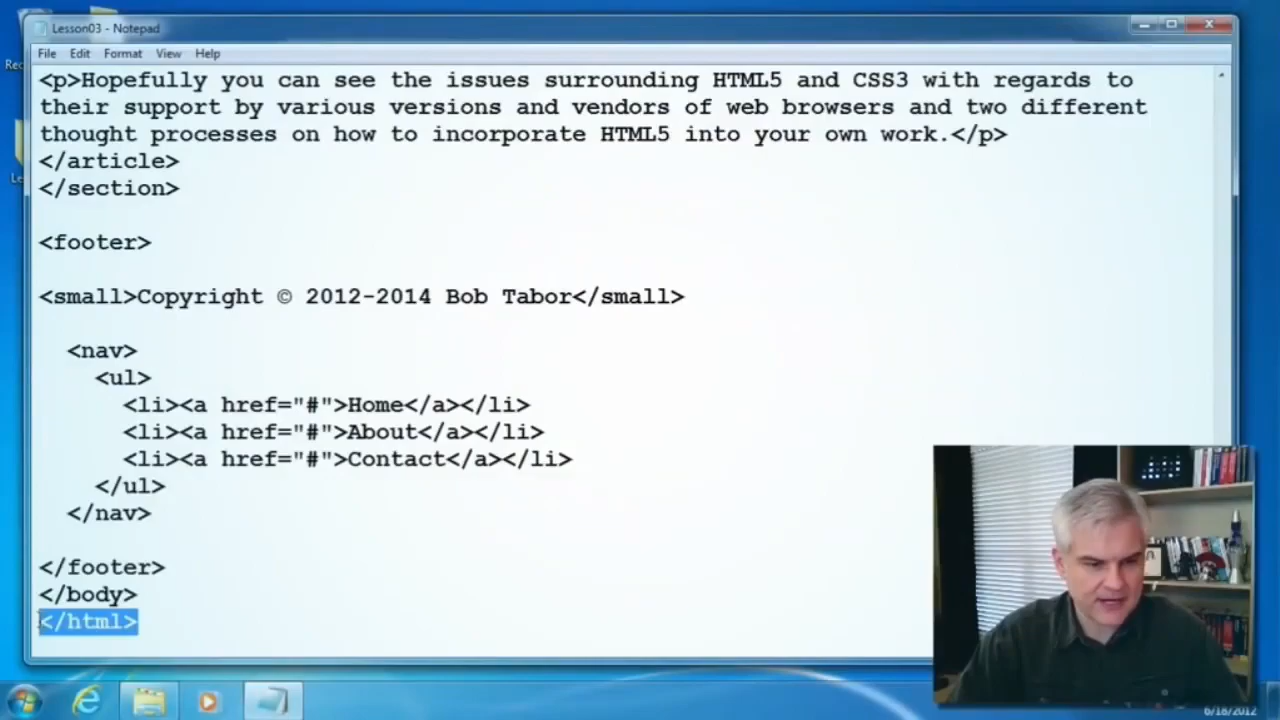 Lesson03 - Notepad
File Edit Format View Help
<p>Hopefully you can see the issues surrounding HTML5 and CSS3 with regards to
their support by various versions and vendors of web browsers and two different
thought processes on how to incorporate HTML5 into your own work.</p>
</article>
</section>
<footer>
<small>Copyright © 2012-2014 Bob Tabor</small>
<nav>
<ul>
<li><a href="#">Home</a></li>
<li><a href="#">About</a></li>
<li><a href="#">Contact</a></li>
</ul>
</nav>
</footer>
</body>
</html>
6/18/2012